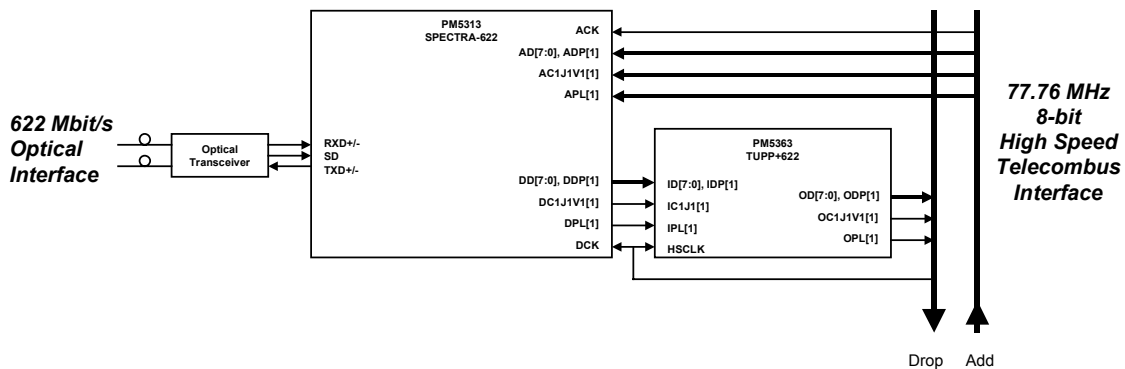 PM5313
SPECTRA-622
ACK
AD[7:0], ADP[1]
AC1J1V1[1]
APL[1]
622 Mbit/s
Optical
Interface
Optical
Transceiver
RXD+/-
SD
TXD+/-
DD[7:0], DDP[1]
DC1J1V1[1]
DPL[1]
DCK
PM5363
TUPP+622
ID[7:0], IDP[1]
IC1J1[1]
IPL[1]
HSCLK
OD[7:0], ODP[1]
OC1J1V1[1]
OPL[1]
77.76 MHz
8-bit
High Speed
Telecombus
Interface
Drop Add